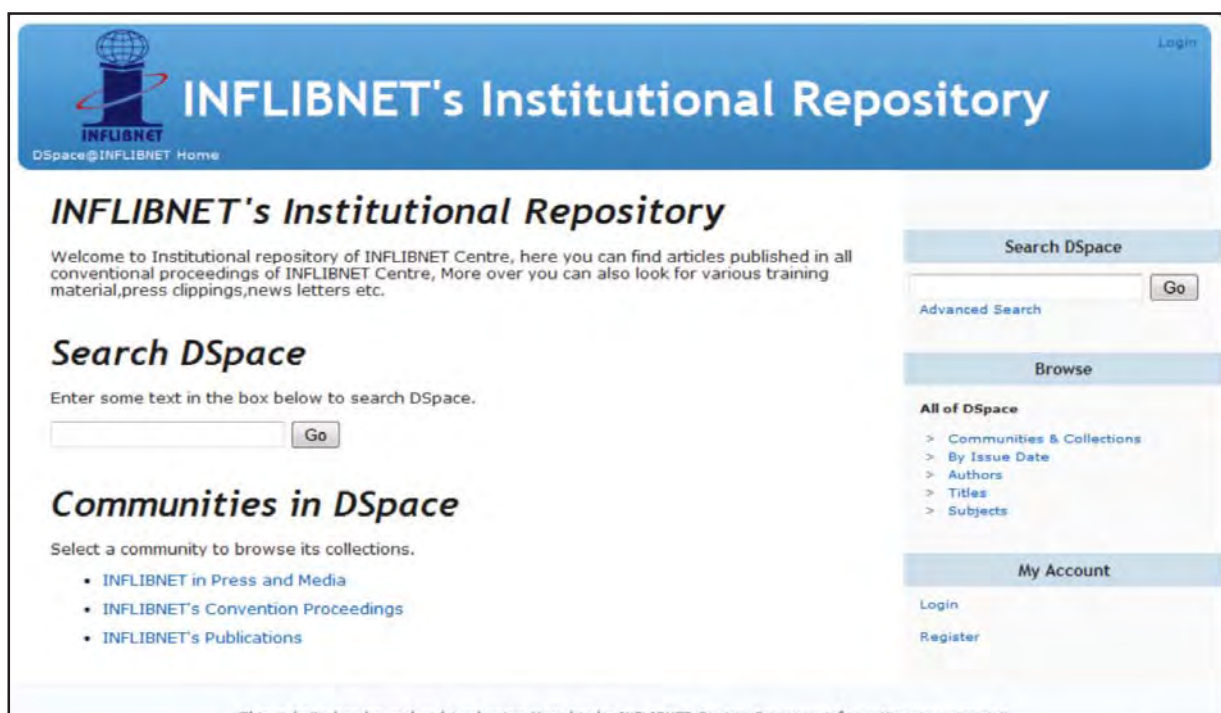 Login
INFLIBNET's Institutional Repository
INFLIBNET
DSpace@INFLIBNET Home
INFLIBNET's Institutional Repository
Welcome to Institutional repository of INFLIBNET Centre, here you can find articles published in all
conventional proceedings of INFLIBNET Centre, More over you can also look for various training
material,press clippings,news letters etc.
Search DSpace
Enter some text in the box below to search DSpace.
Go
Communities in DSpace
Select a community to browse its collections.
• INFLIBNET in Press and Media
• INFLIBNET's Convention Proceedings
• INFLIBNET's Publications
Search DSpace
Go
Advanced Search
Browse
All of DSpace
> Communities & Collections
> By Issue Date
> Authors
> Titles
> Subjects
My Account
Login
Register